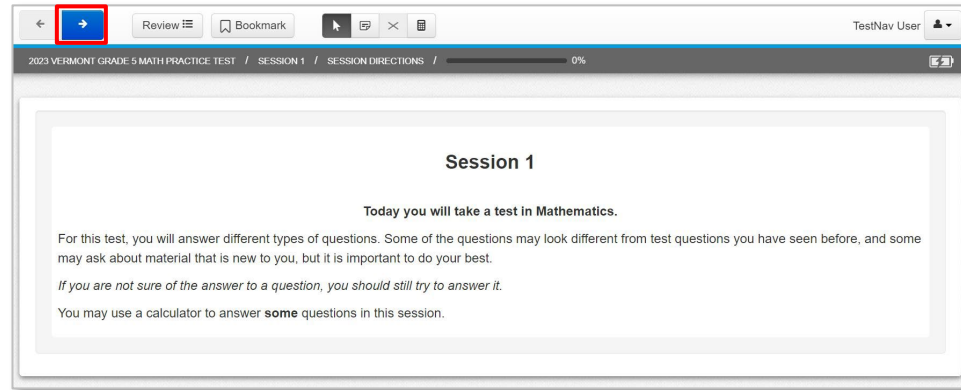 Review
Bookmark
TestNav User
2023 VERMONT GRADE 5 MATH PRACTICE TEST / SESSION 1 / SESSION DIRECTIONS / 0%
Session 1
Today you will take a test in Mathematics.
For this test, you will answer different types of questions. Some of the questions may look different from test questions you have seen before, and some
may ask about material that is new to you, but it is important to do your best.
If you are not sure of the answer to a question, you should still try to answer it.
You may use a calculator to answer some questions in this session.